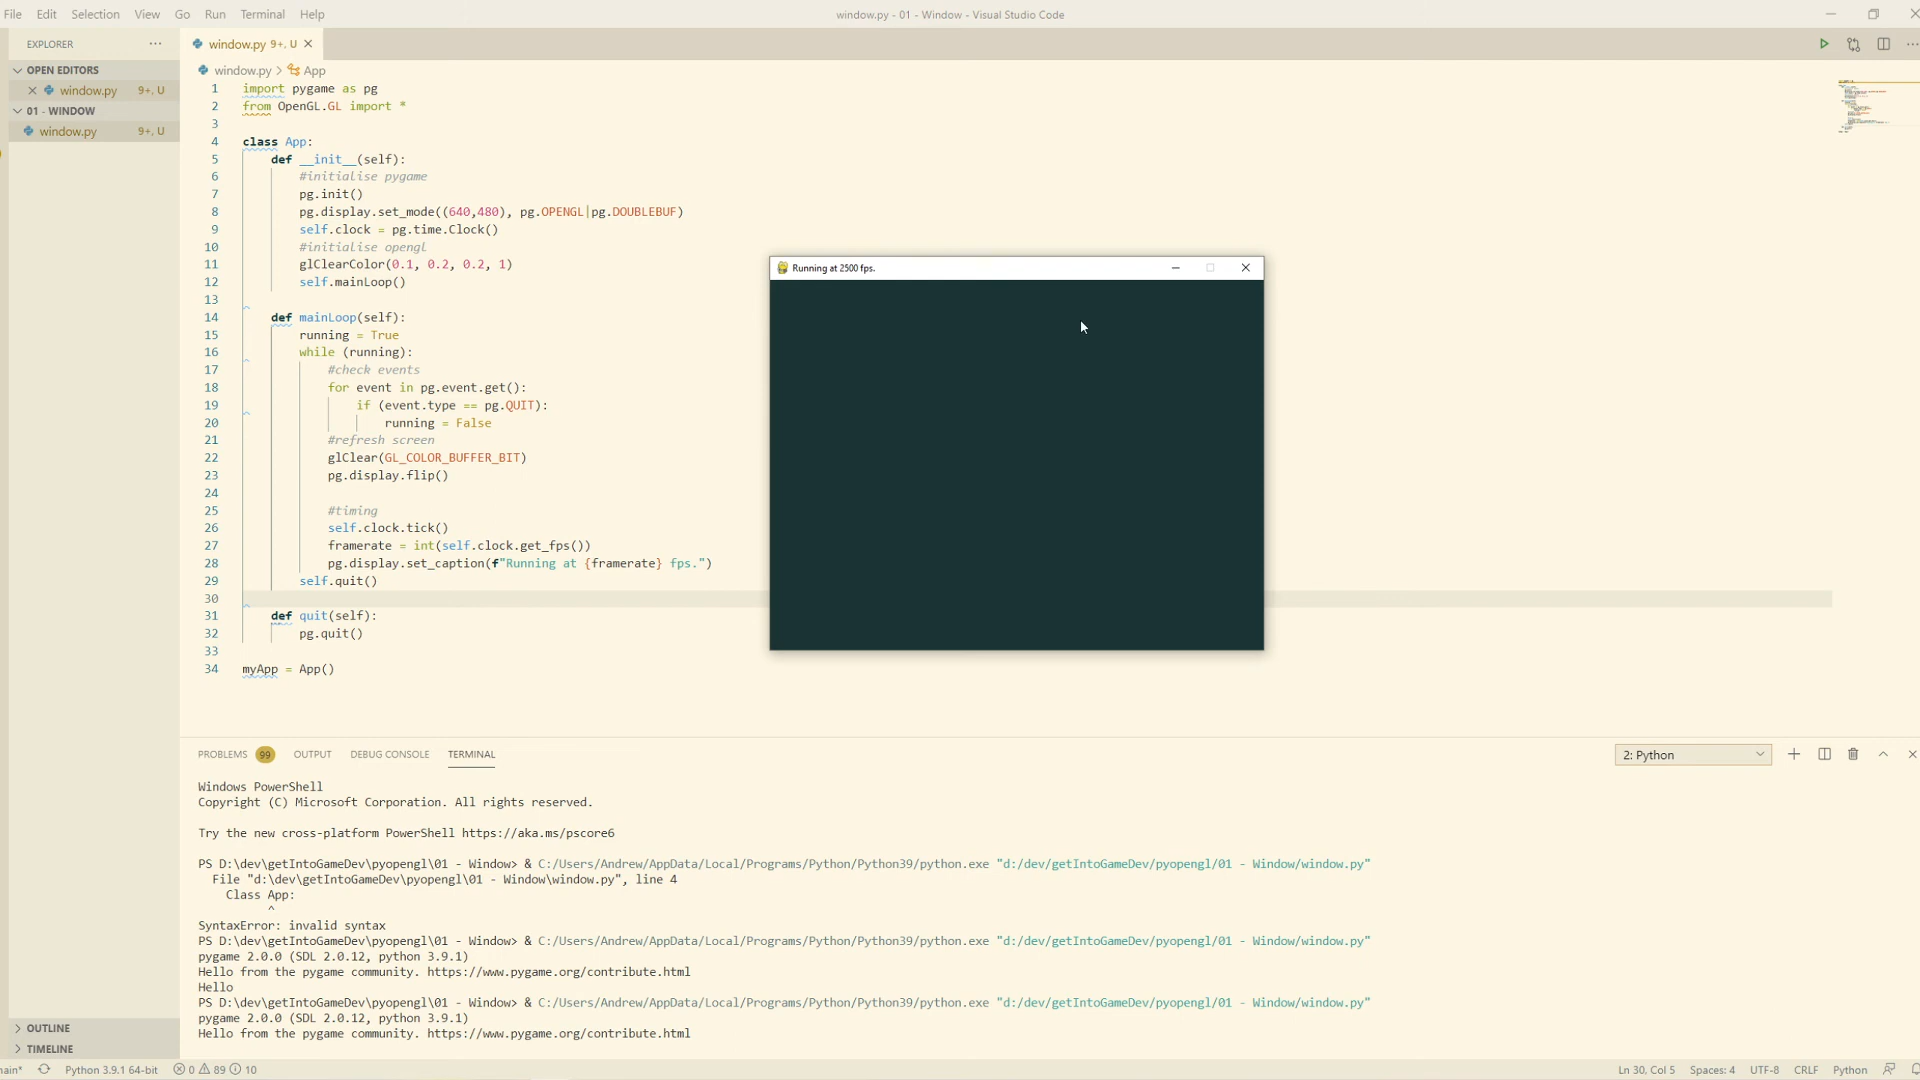 File Edit Selection View Go Run Terminal Help
window.py - 01 - Window - Visual Studio Code
EXPLORER
OPEN EDITORS
window.py 9+, U
01 - WINDOW
window.py 9+, U
window.py 9+, U
window.py > App
1 import pygame as pg
2 from OpenGL.GL import *
3
4 class App:
5 def __init__(self):
6 #initialise pygame
7 pg.init()
8 pg.display.set_mode((640,480), pg.OPENGL|pg.DOUBLEBUF)
9 self.clock = pg.time.Clock()
10 #initialise opengl
11 glClearColor(0.1, 0.2, 0.2, 1)
12 self.mainLoop()
13
14 def mainLoop(self):
15 running = True
16 while (running):
17 #check events
18 for event in pg.event.get():
19 if (event.type == pg.QUIT):
20 running = False
21 #refresh screen
22 glClear(GL_COLOR_BUFFER_BIT)
23 pg.display.flip()
24
25 #timing
26 self.clock.tick()
27 framerate = int(self.clock.get_fps())
28 pg.display.set_caption(f"Running at {framerate} fps.")
29 self.quit()
30
31 def quit(self):
32 pg.quit()
33
34 myApp = App()
Running at 2500 fps.
PROBLEMS 99 OUTPUT DEBUG CONSOLE TERMINAL
2: Python
Windows PowerShell
Copyright (C) Microsoft Corporation. All rights reserved.
Try the new cross-platform PowerShell https://aka.ms/pscore6
PS D:\dev\getIntoGameDev\pyopengl\01 - Window> & C:/Users/Andrew/AppData/Local/Programs/Python/Python39/python.exe "d:/dev/getIntoGameDev/pyopengl/01 - Window/window.py"
File "d:\dev\getIntoGameDev\pyopengl\01 - Window\window.py", line 4
Class App:
^
SyntaxError: invalid syntax
PS D:\dev\getIntoGameDev\pyopengl\01 - Window> & C:/Users/Andrew/AppData/Local/Programs/Python/Python39/python.exe "d:/dev/getIntoGameDev/pyopengl/01 - Window/window.py"
pygame 2.0.0 (SDL 2.0.12, python 3.9.1)
Hello from the pygame community. https://www.pygame.org/contribute.html
Hello
PS D:\dev\getIntoGameDev\pyopengl\01 - Window> & C:/Users/Andrew/AppData/Local/Programs/Python/Python39/python.exe "d:/dev/getIntoGameDev/pyopengl/01 - Window/window.py"
pygame 2.0.0 (SDL 2.0.12, python 3.9.1)
Hello from the pygame community. https://www.pygame.org/contribute.html
OUTLINE
TIMELINE
ain* Python 3.9.1 64-bit 0 89 10
Ln 30, Col 5 Spaces: 4 UTF-8 CRLF Python